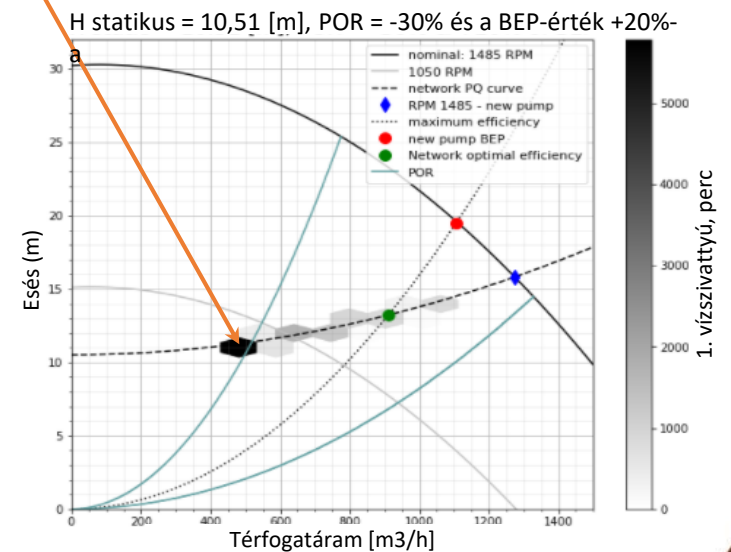 H statikus = 10,51 [m], POR = -30% és a BEP-érték +20%-
a
nominal: 1485 RPM
1050 RPM
network PQ curve
RPM 1485 - new pump
maximum efficiency
new pump BEP
Network optimal efficiency
POR
30
25
20
15
10
5
0
Esés (m)
0 200 400 600 800 1000 1200 1400
Térfogatáram [m3/h]
5000
4000
3000
2000
1000
0
1. vízszivattyú, perc